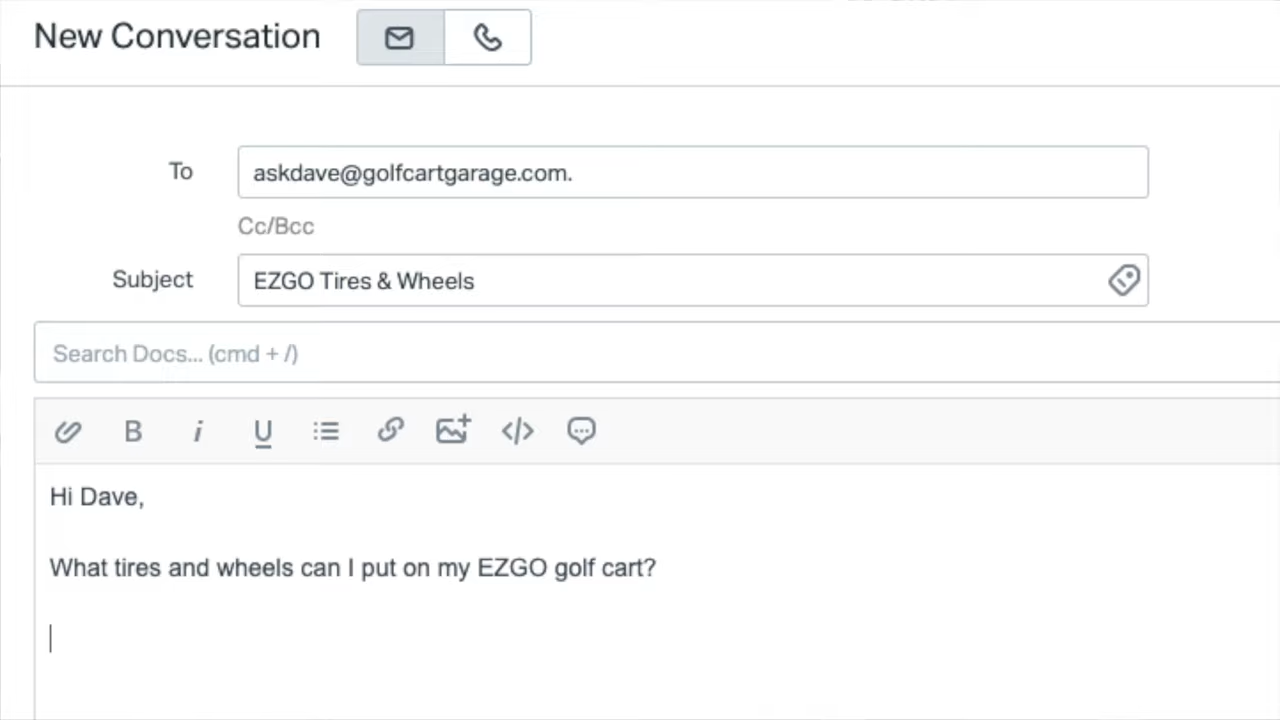 New Conversation
To
askdave@golfcartgarage.com.
Cc/Bcc
Subject
EZGO Tires & Wheels
Search Docs... (cmd + /)
B i U </>
Hi Dave,
What tires and wheels can I put on my EZGO golf cart?